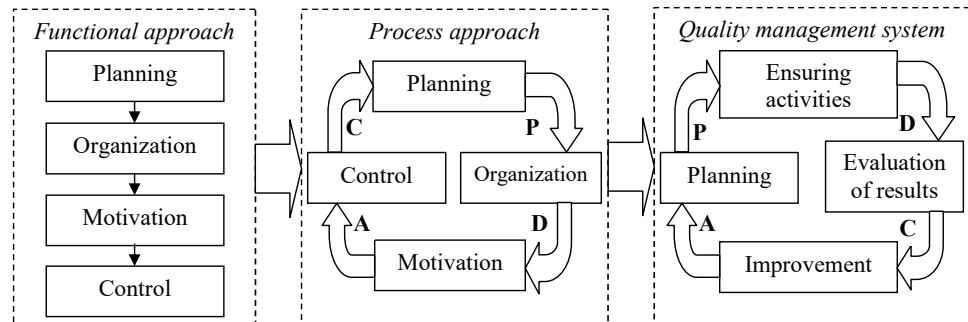 Functional approach
Planning
Organization
Motivation
Control
Process approach
Planning
C
P
Control
Organization
A
D
Motivation
Quality management system
Ensuring
activities
P
D
Planning
Evaluation
of results
A
C
Improvement